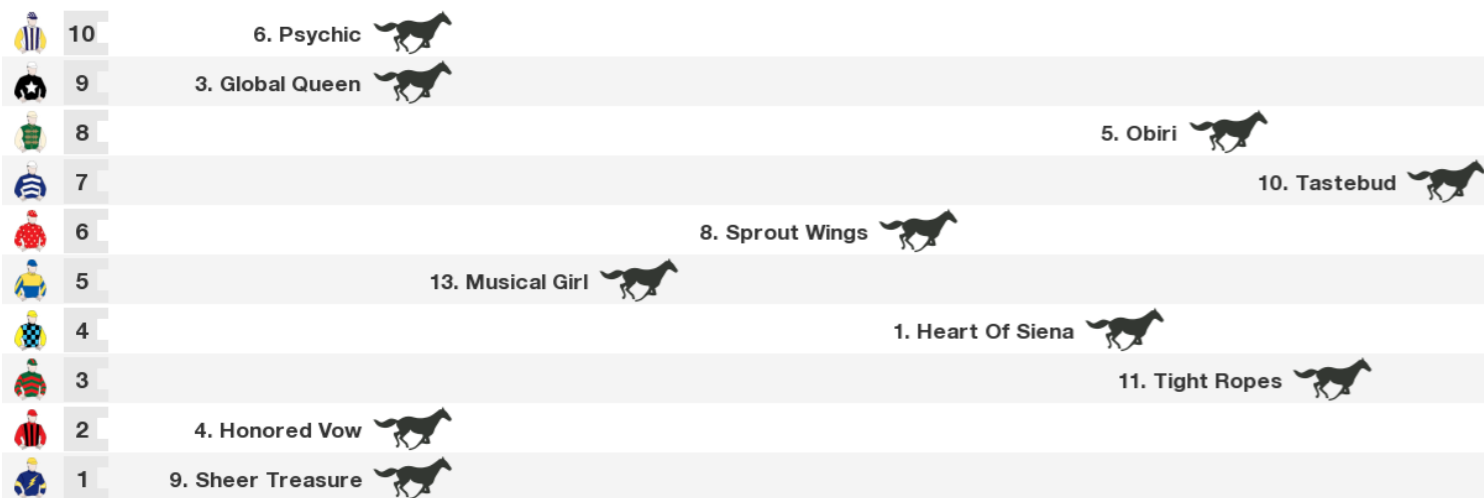 10 6. Psychic
9 3. Global Queen
8 5. Obiri
7 10. Tastebud
6 8. Sprout Wings
5 13. Musical Girl
4 1. Heart Of Siena
3 11. Tight Ropes
2 4. Honored Vow
1 9. Sheer Treasure